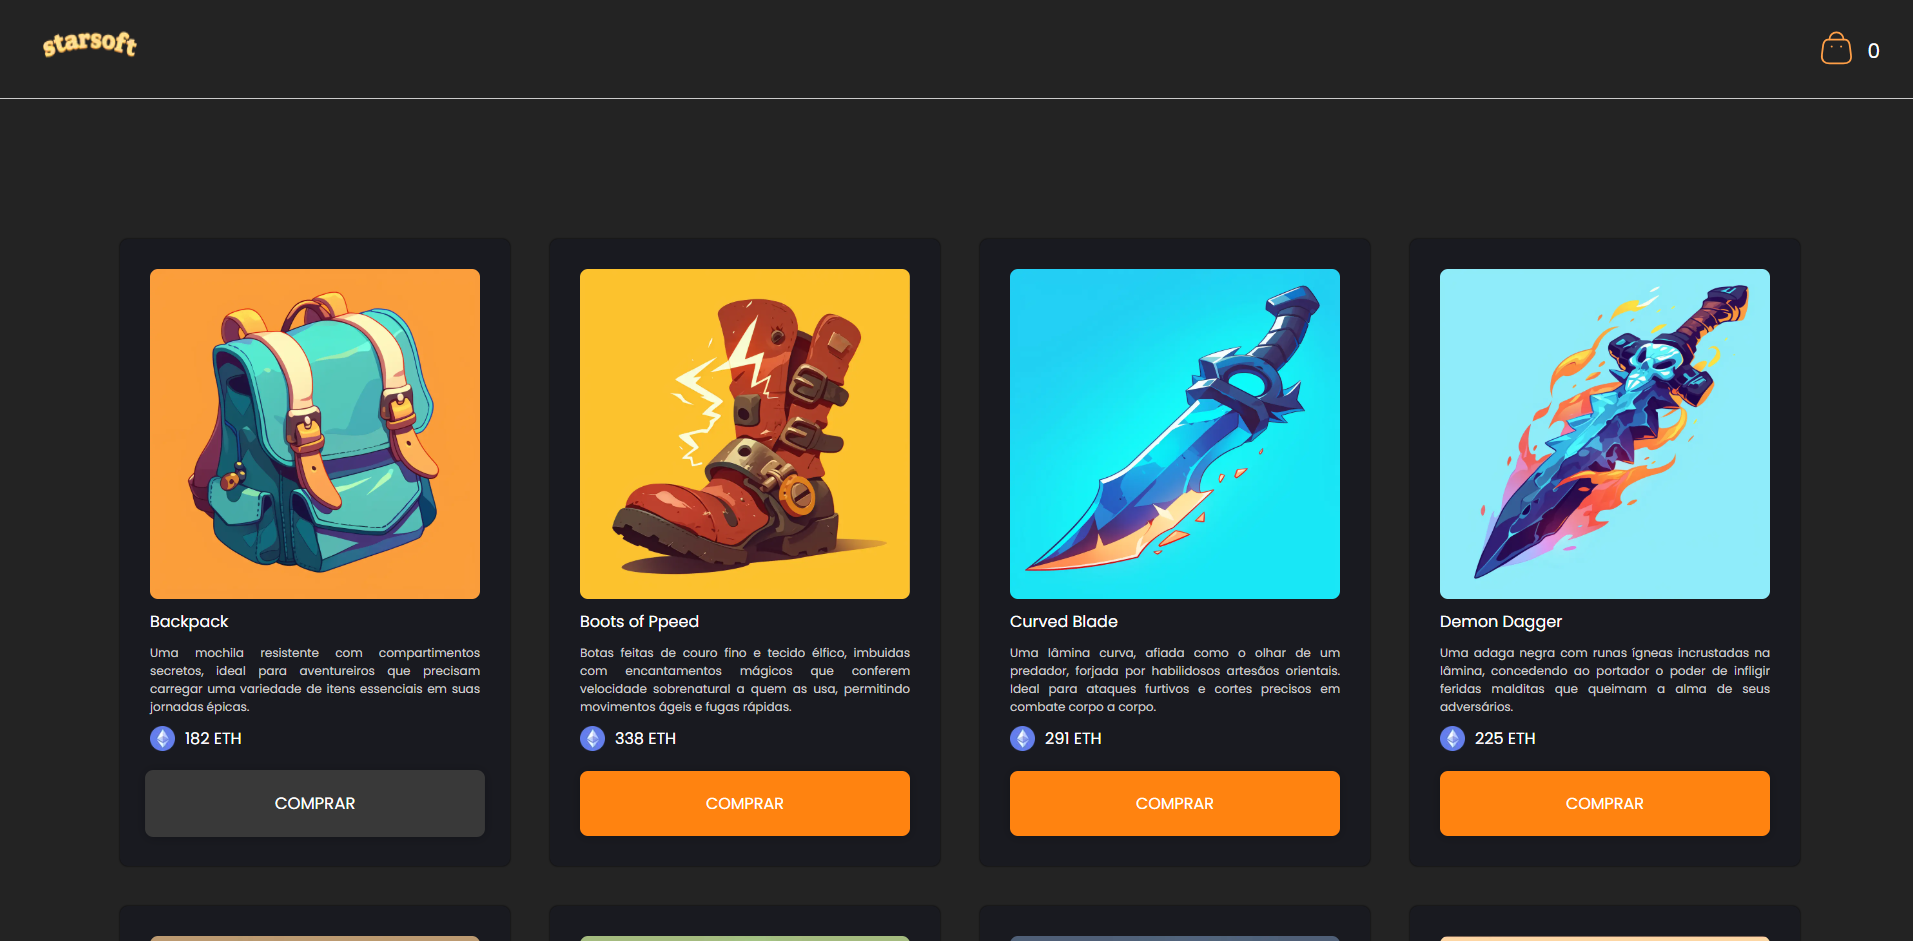 starsoft
0
Backpack
Uma mochila resistente com compartimentos
secretos, ideal para aventureiros que precisam
carregar uma variedade de itens essenciais em suas
jornadas épicas.
182 ETH
COMPRAR
Boots of Ppeed
Botas feitas de couro fino e tecido élfico, imbuidas
com encantamentos mágicos que conferem
velocidade sobrenatural a quem as usa, permitindo
movimentos ágeis e fugas rápidas.
338 ETH
COMPRAR
Curved Blade
Uma lâmina curva, afiada como o olhar de um
predador, forjada por habilidosos artesãos orientais.
Ideal para ataques furtivos e cortes precisos em
combate corpo a corpo.
291 ETH
COMPRAR
Demon Dagger
Uma adaga negra com runas ígneas incrustadas na
lâmina, concedendo ao portador o poder de infligir
feridas malditas que queimam a alma de seus
adversários.
225 ETH
COMPRAR